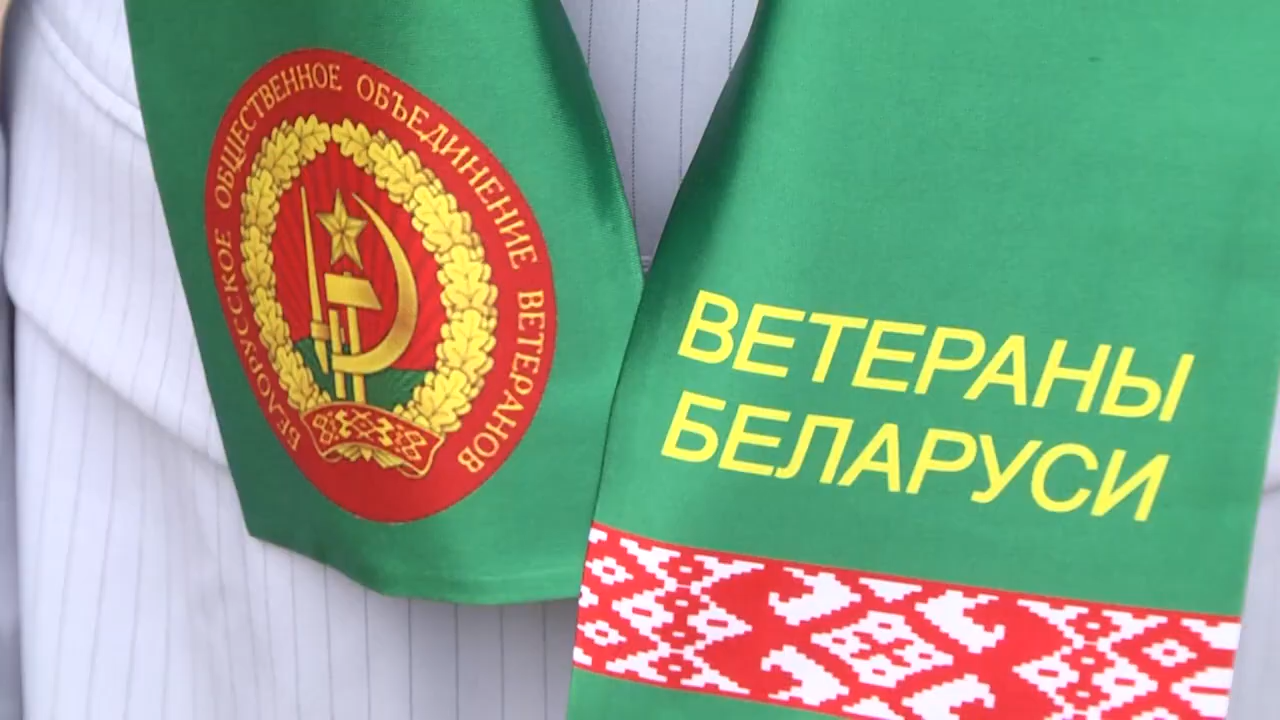 БЕЛОРУССКОЕ ОБЩЕСТВЕННОЕ ОБЪЕДИНЕНИЕ ВЕТЕРАНОВ
ВЕТЕРАНЫ
БЕЛАРУСИ